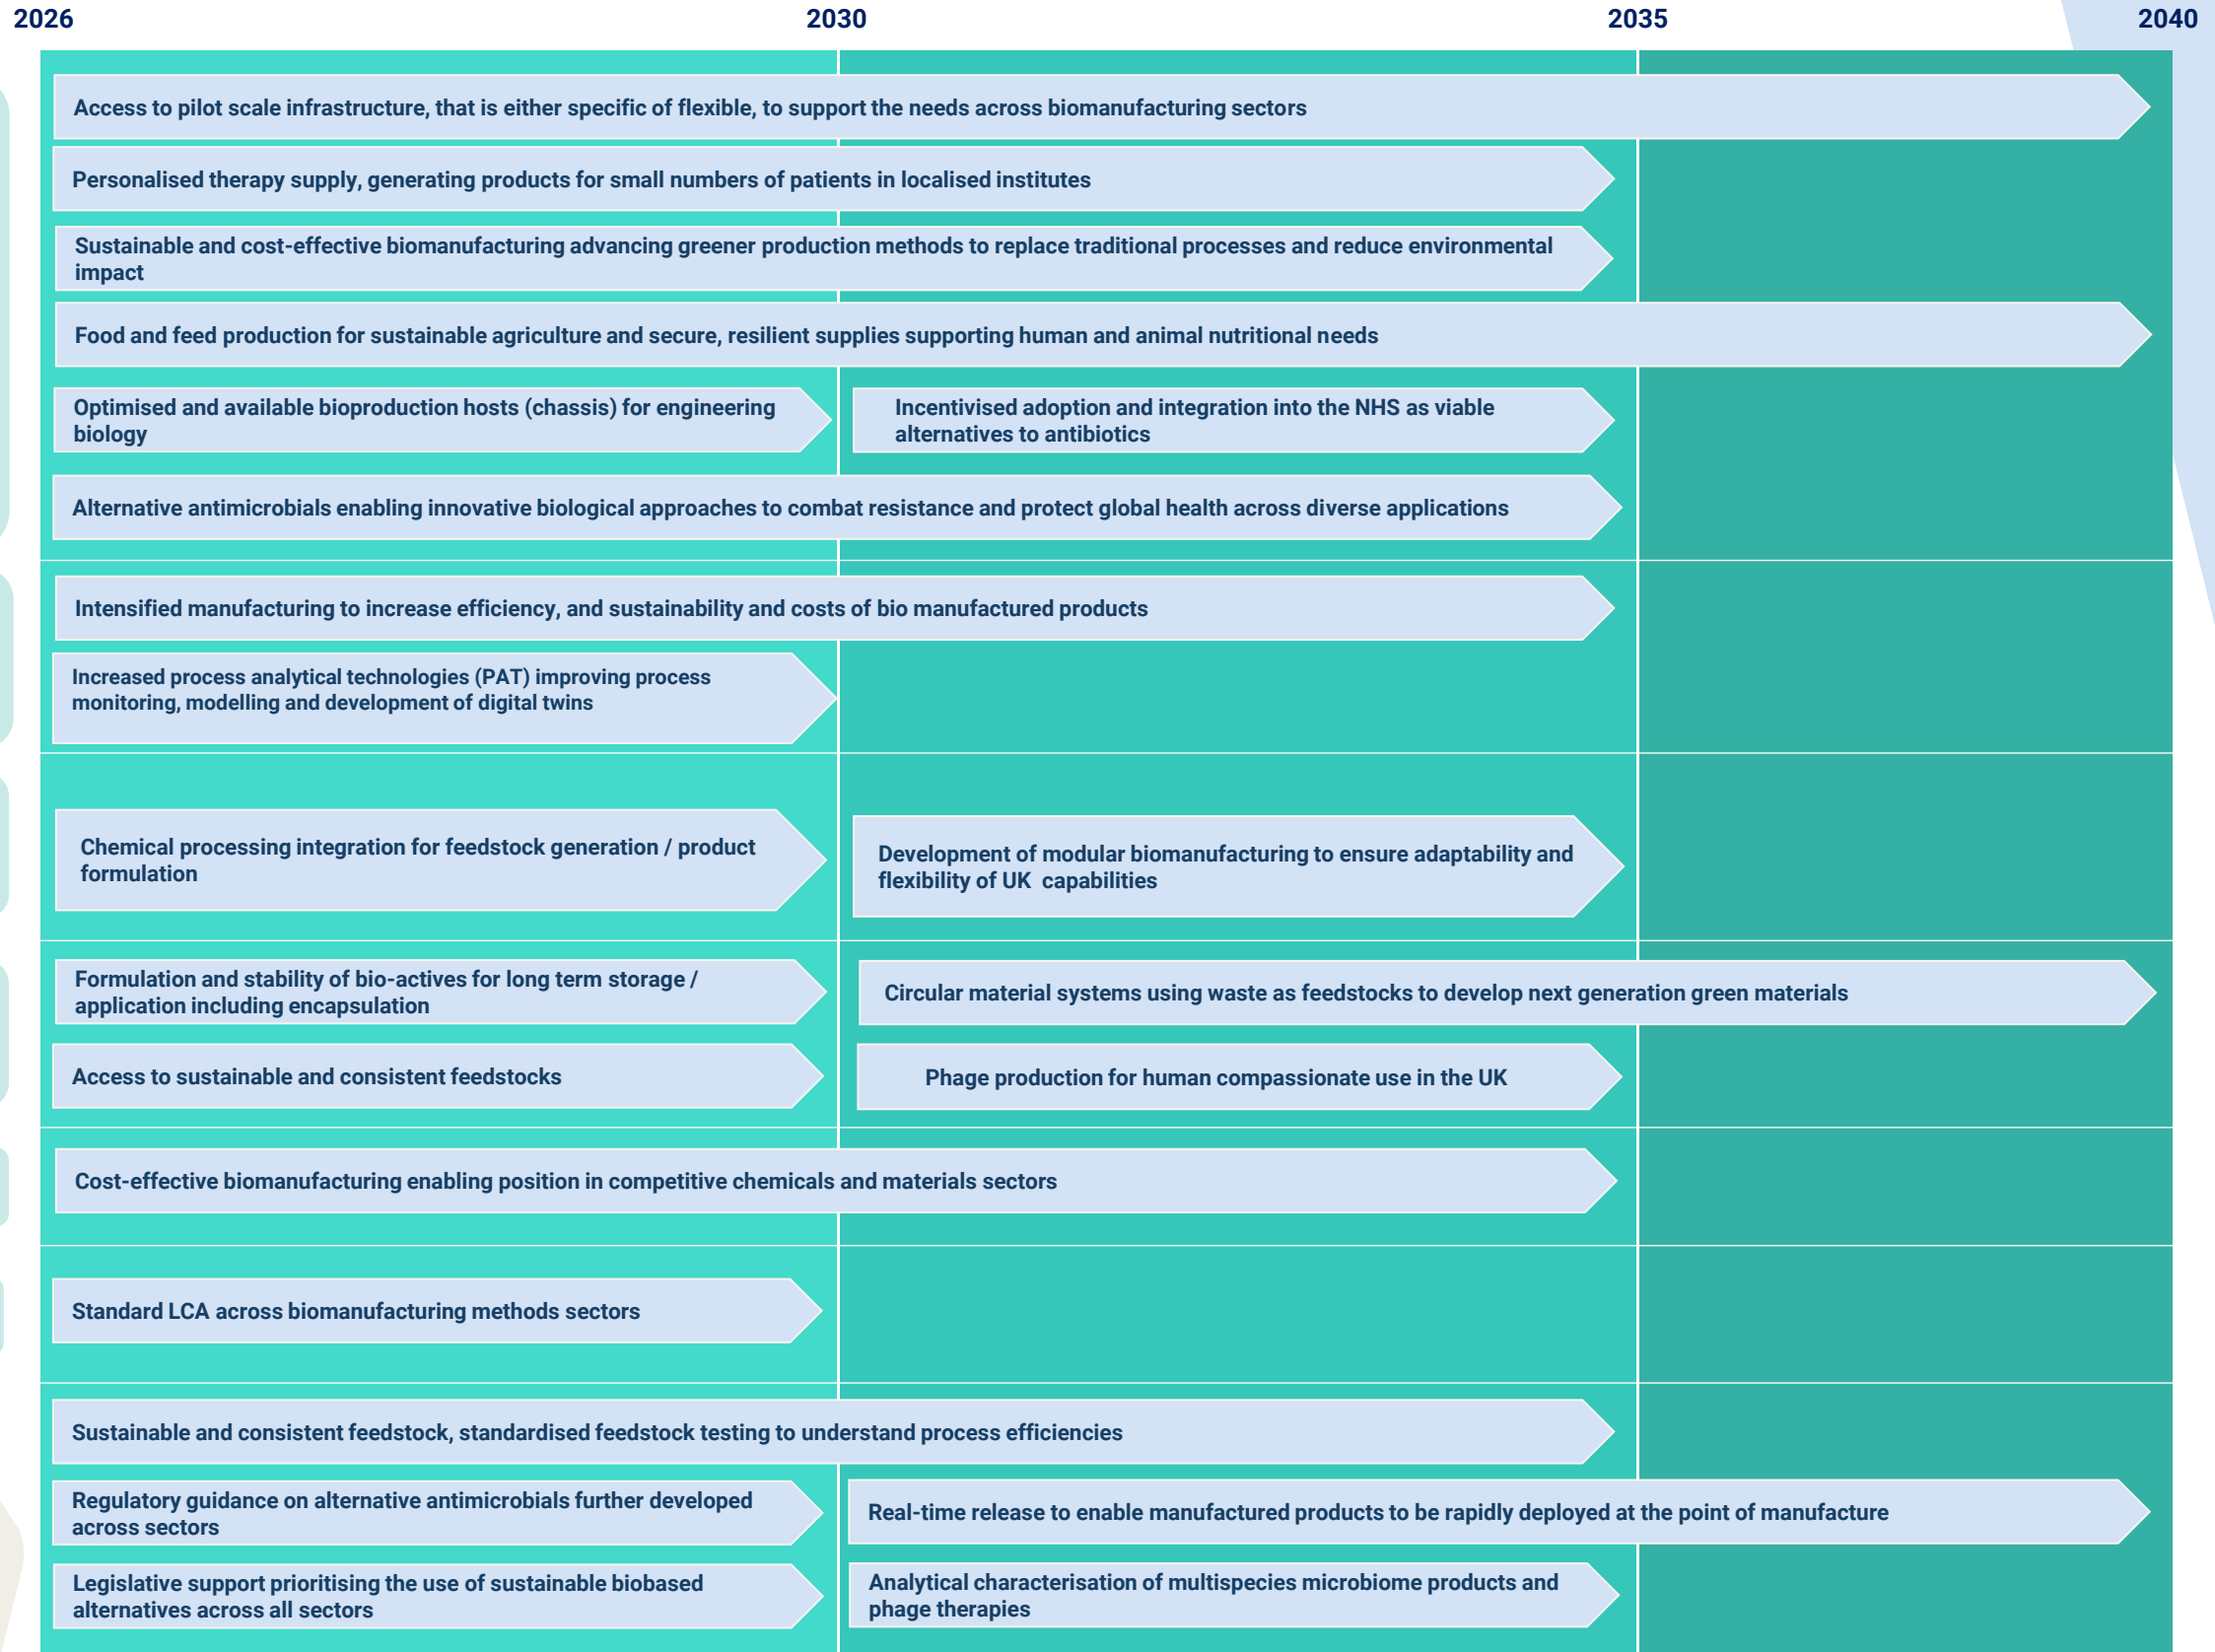 2026 2030 2035 2040
Access to pilot scale infrastructure, that is either specific of flexible, to support the needs across biomanufacturing sectors
Personalised therapy supply, generating products for small numbers of patients in localised institutes
Sustainable and cost-effective biomanufacturing advancing greener production methods to replace traditional processes and reduce environmental
impact
Food and feed production for sustainable agriculture and secure, resilient supplies supporting human and animal nutritional needs
Optimised and available bioproduction hosts (chassis) for engineering
biology
Incentivised adoption and integration into the NHS as viable
alternatives to antibiotics
Alternative antimicrobials enabling innovative biological approaches to combat resistance and protect global health across diverse applications
Intensified manufacturing to increase efficiency, and sustainability and costs of bio manufactured products
Increased process analytical technologies (PAT) improving process
monitoring, modelling and development of digital twins
Chemical processing integration for feedstock generation / product
formulation
Development of modular biomanufacturing to ensure adaptability and
flexibility of UK  capabilities
Formulation and stability of bio-actives for long term storage /
application including encapsulation
Circular material systems using waste as feedstocks to develop next generation green materials
Access to sustainable and consistent feedstocks
Phage production for human compassionate use in the UK
Cost-effective biomanufacturing enabling position in competitive chemicals and materials sectors
Standard LCA across biomanufacturing methods sectors
Sustainable and consistent feedstock, standardised feedstock testing to understand process efficiencies
Regulatory guidance on alternative antimicrobials further developed
across sectors
Real-time release to enable manufactured products to be rapidly deployed at the point of manufacture
Legislative support prioritising the use of sustainable biobased
alternatives across all sectors
Analytical characterisation of multispecies microbiome products and
phage therapies